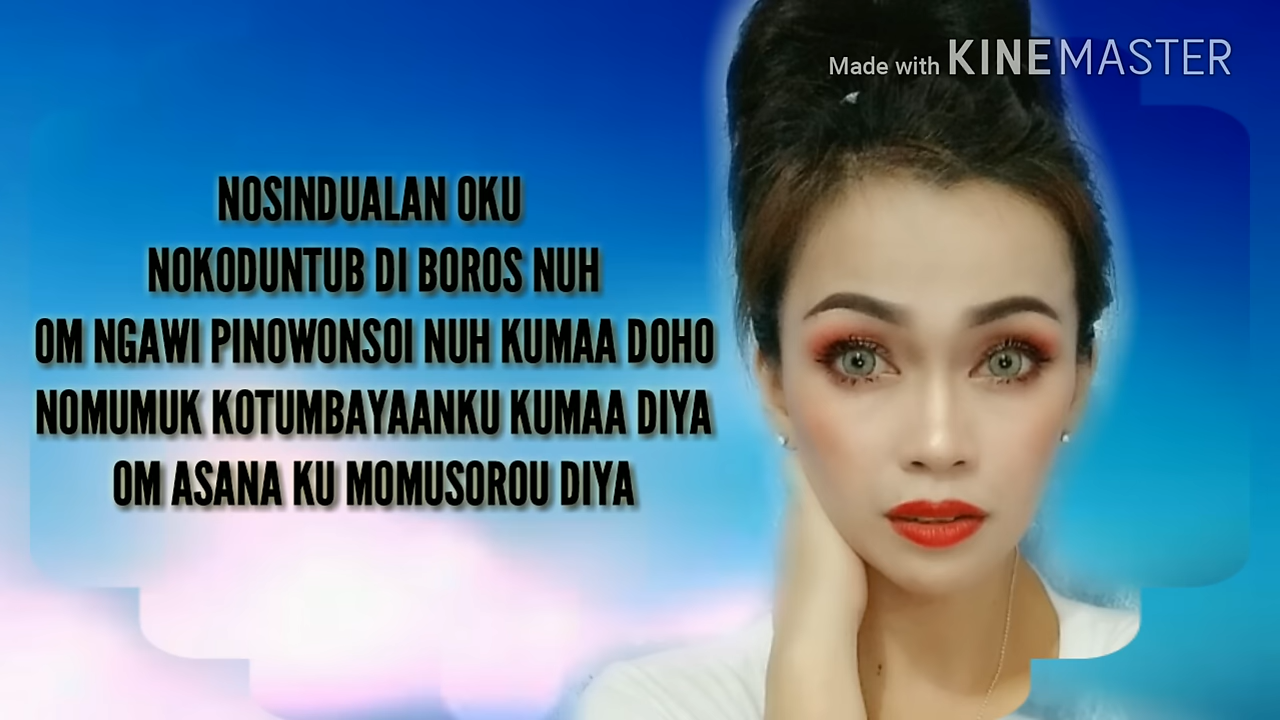 Made with KINEMASTER
NOSINDUALAN OKU
NOKODUNTUB DI BOROS NUH
OM NGAWI PINOWONSOI NUH KUMAA DOHO
NOMUMUK KOTUMBAYAANKU KUMAA DIYA
OM ASANA KU MOMUSOROU DIYA